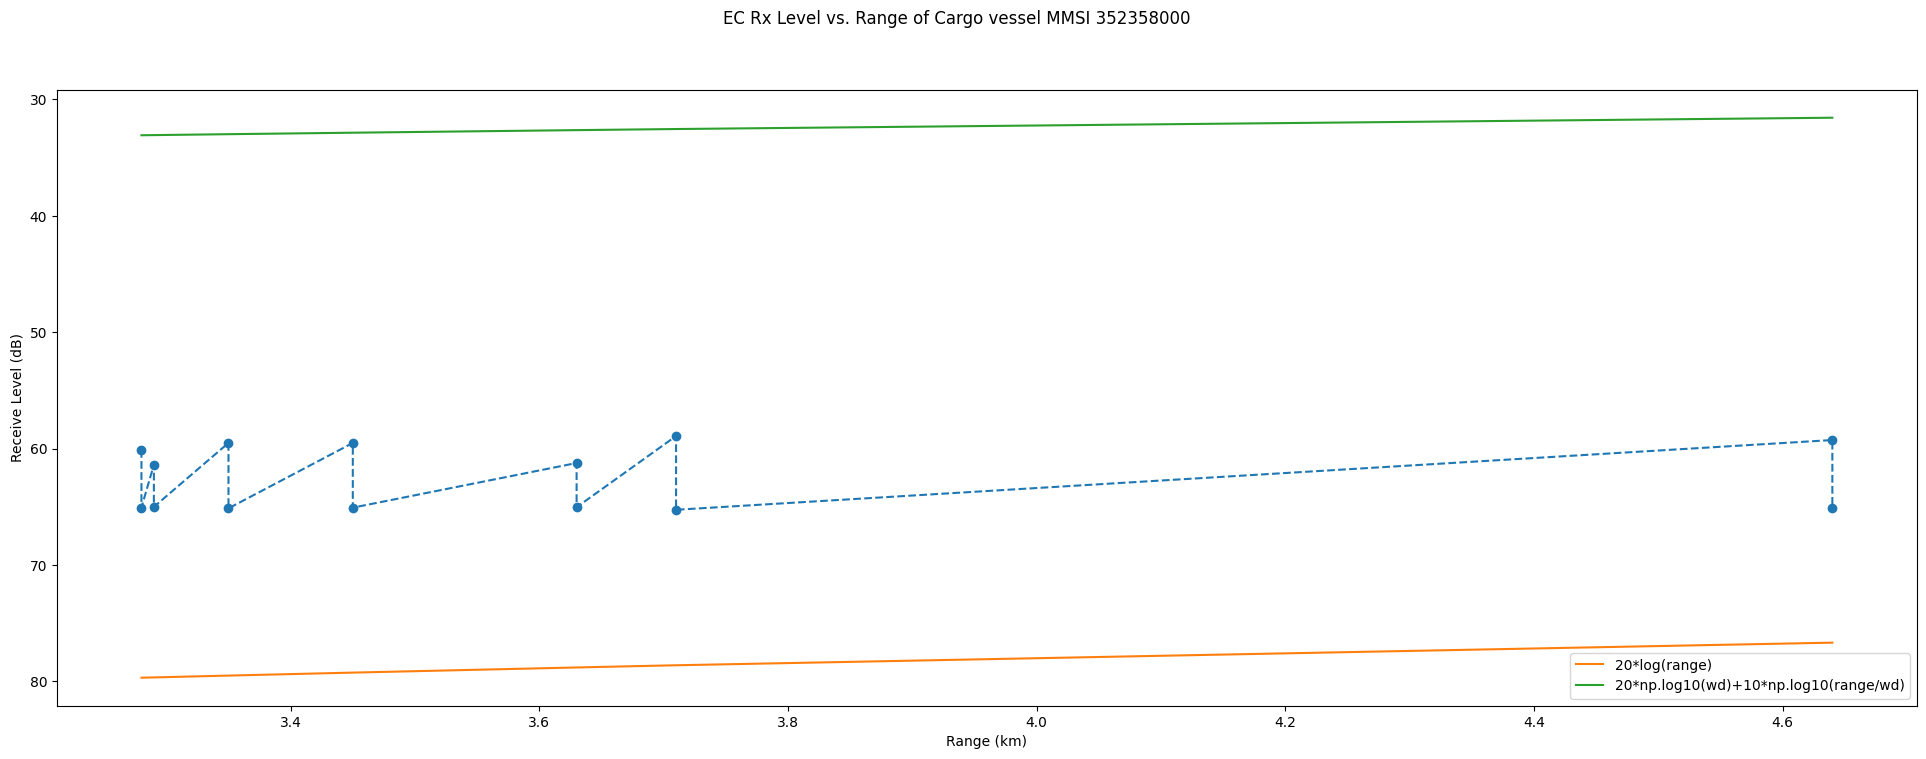 EC Rx Level vs. Range of Cargo vessel MMSI 352358000
30
40
50
60
70
80
Receive Level (dB)
20*log(range)
20*np.log10(wd)+10*np.log10(range/wd)
3.4
3.6
3.8
4.0
4.2
4.4
4.6
Range (km)